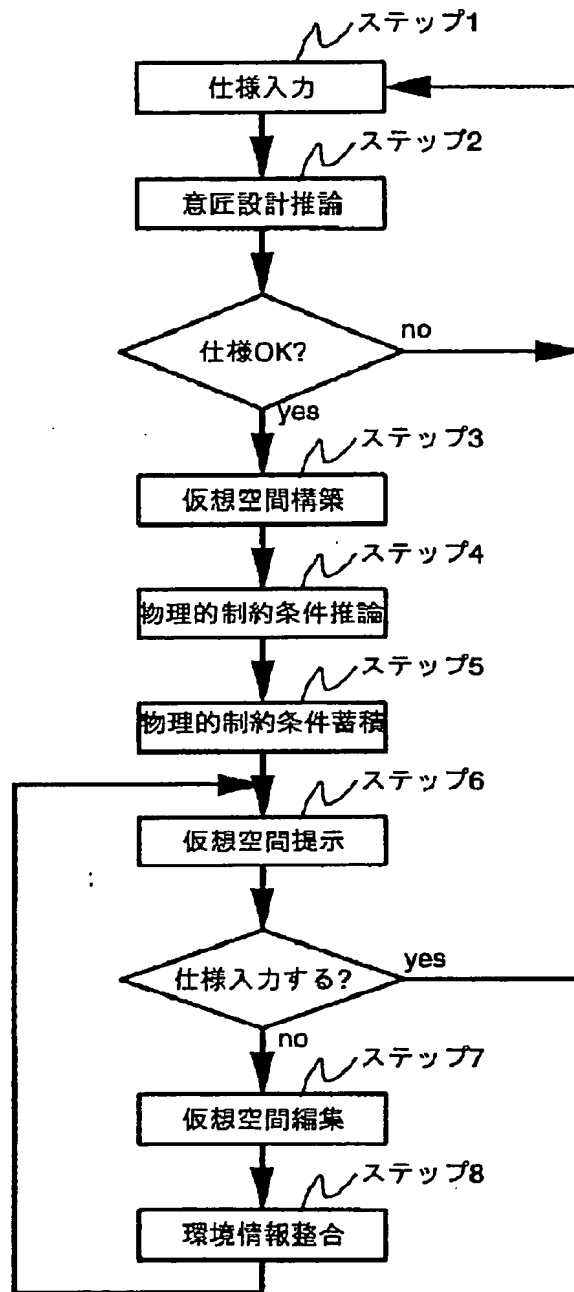 ステップ1
仕様入力
ステップ2
意匠設計推論
仕様OK?
no
yes
ステップ3
仮想空間構築
ステップ4
物理的制約条件推論
ステップ5
物理的制約条件蓄積
ステップ6
仮想空間提示
仕様入力する?
yes
no
ステップ7
仮想空間編集
ステップ8
環境情報整合